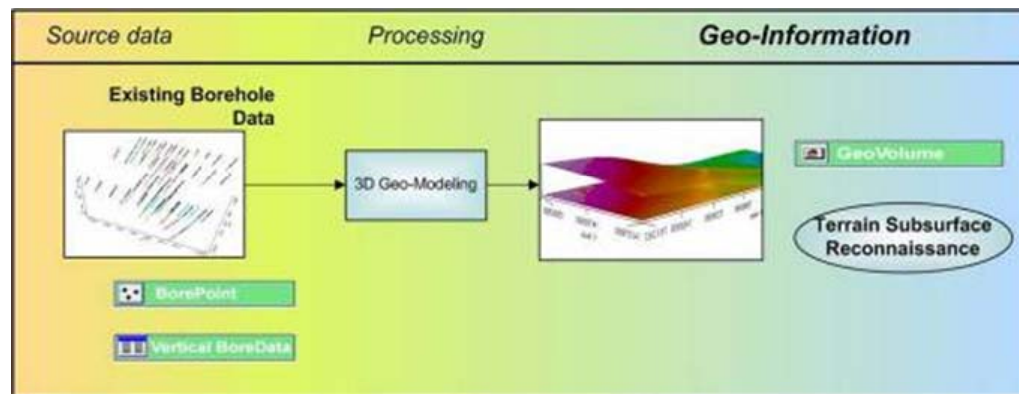 Source data
Processing
Geo-Information
Existing Borehole
Data
3D Geo-Modeling
GeoVolume
Terrain Subsurface
Reconnaissance
BorePoint
Vertical BoreData